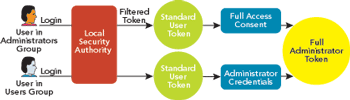 Login
User in
Administrators
Group
Local
Security
Authority
Filtered
Token
Standard
User
Token
Full Access
Consent
Full
Administrator
Token
Login
User in
Users Group
Standard
User
Token
Administrator
Credentials